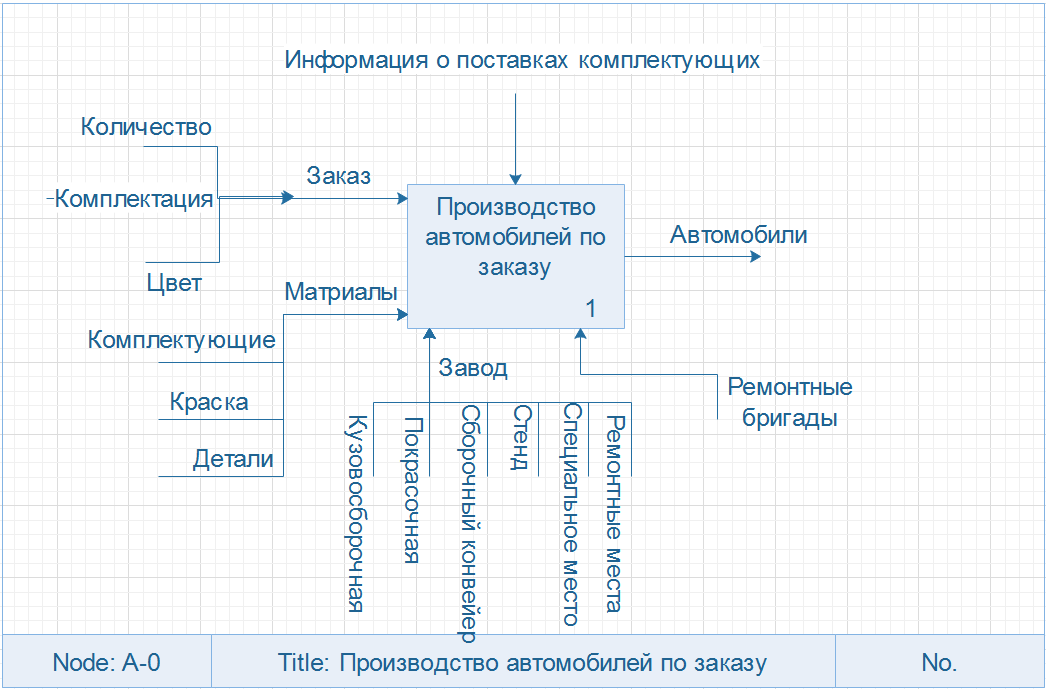 Информация о поставках комплектующих
Количество
Заказ
Комплектация
Производство
автомобилей по
заказу
1
Автомобили
Цвет
Матриалы
Комплектующие
Завод
Краска
Детали
Ремонтные
бригады
Кузовосборочная
Покрасочная
Сборочный конвейер
Стенд
Специальное место
Ремонтные места
Node: A-0
Title: Производство автомобилей по заказу
No.